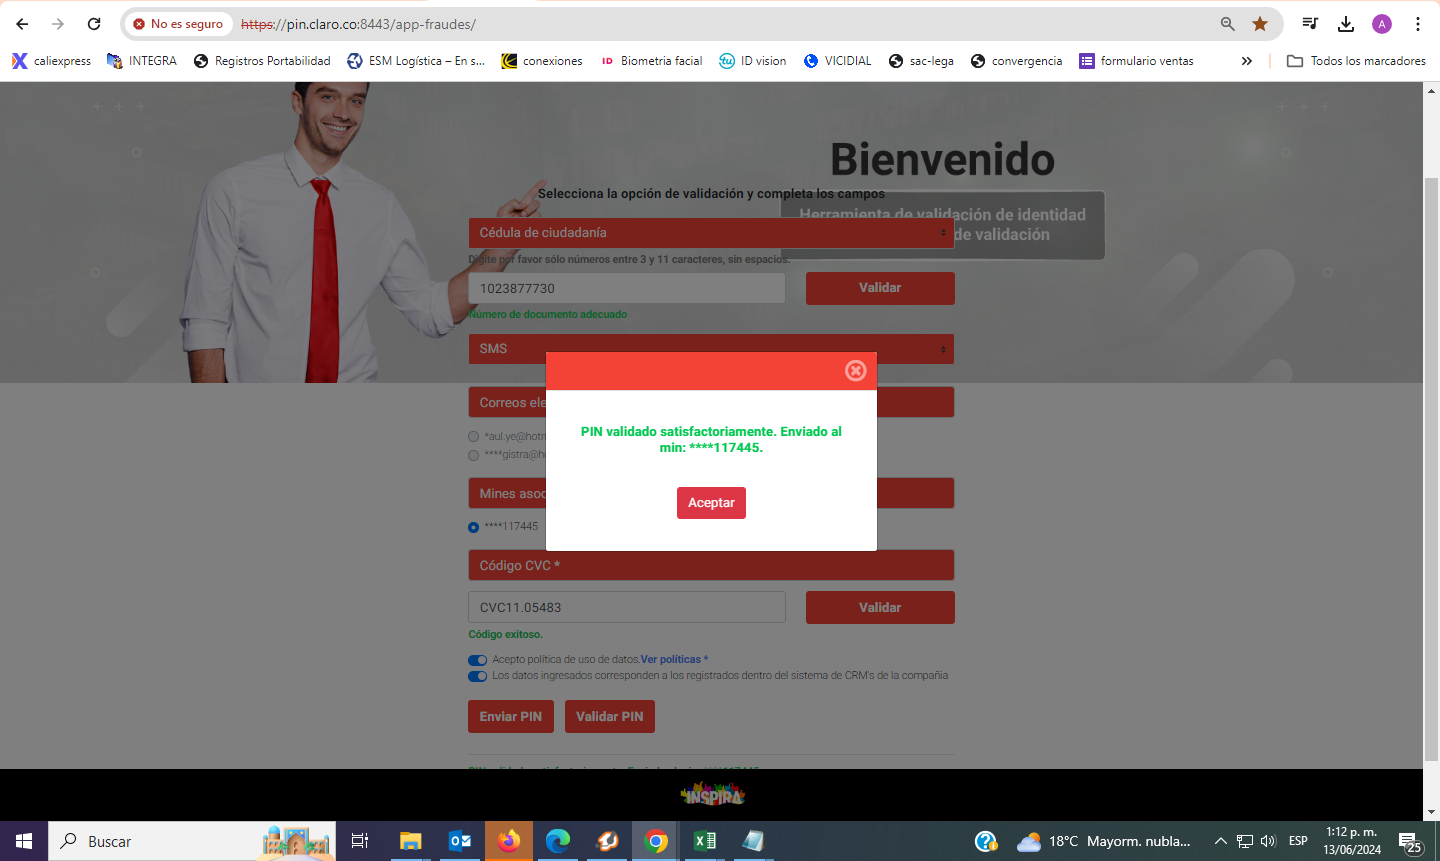 No es seguro
https://pin.claro.co:8443/app-fraudes/
A
caliexpress
INTEGRA
Registros Portabilidad
ESM Logística – En s...
conexiones
ID
Biometria facial
tu
ID vision
VICIDIAL
sac-lega
convergencia
formulario ventas
Todos los marcadores
Bienvenido
Selecciona la opción de validación y completa los campos
Herramienta de validación de identidad
de validación
Cédula de ciudadanía
Digite por favor sólo números entre 3 y 11 caracteres, sin espacios.
1023877730
Validar
Número de documento adecuado
SMS
Correos ele
*aul.ye@hotm
****gistra@ho
PIN validado satisfactoriamente. Enviado al
min: ****117445.
Aceptar
Mines asoc
****117445
Código CVC *
CVC11.05483
Validar
Código exitoso.
Acepto política de uso de datos.Ver políticas *
Los datos ingresados corresponden a los registrados dentro del sistema de CRM's de la compañia
Enviar PIN
Validar PIN
INSPIRA
Buscar
18°C Mayorm. nubla...
ESP
1:12 p. m.
13/06/2024
25